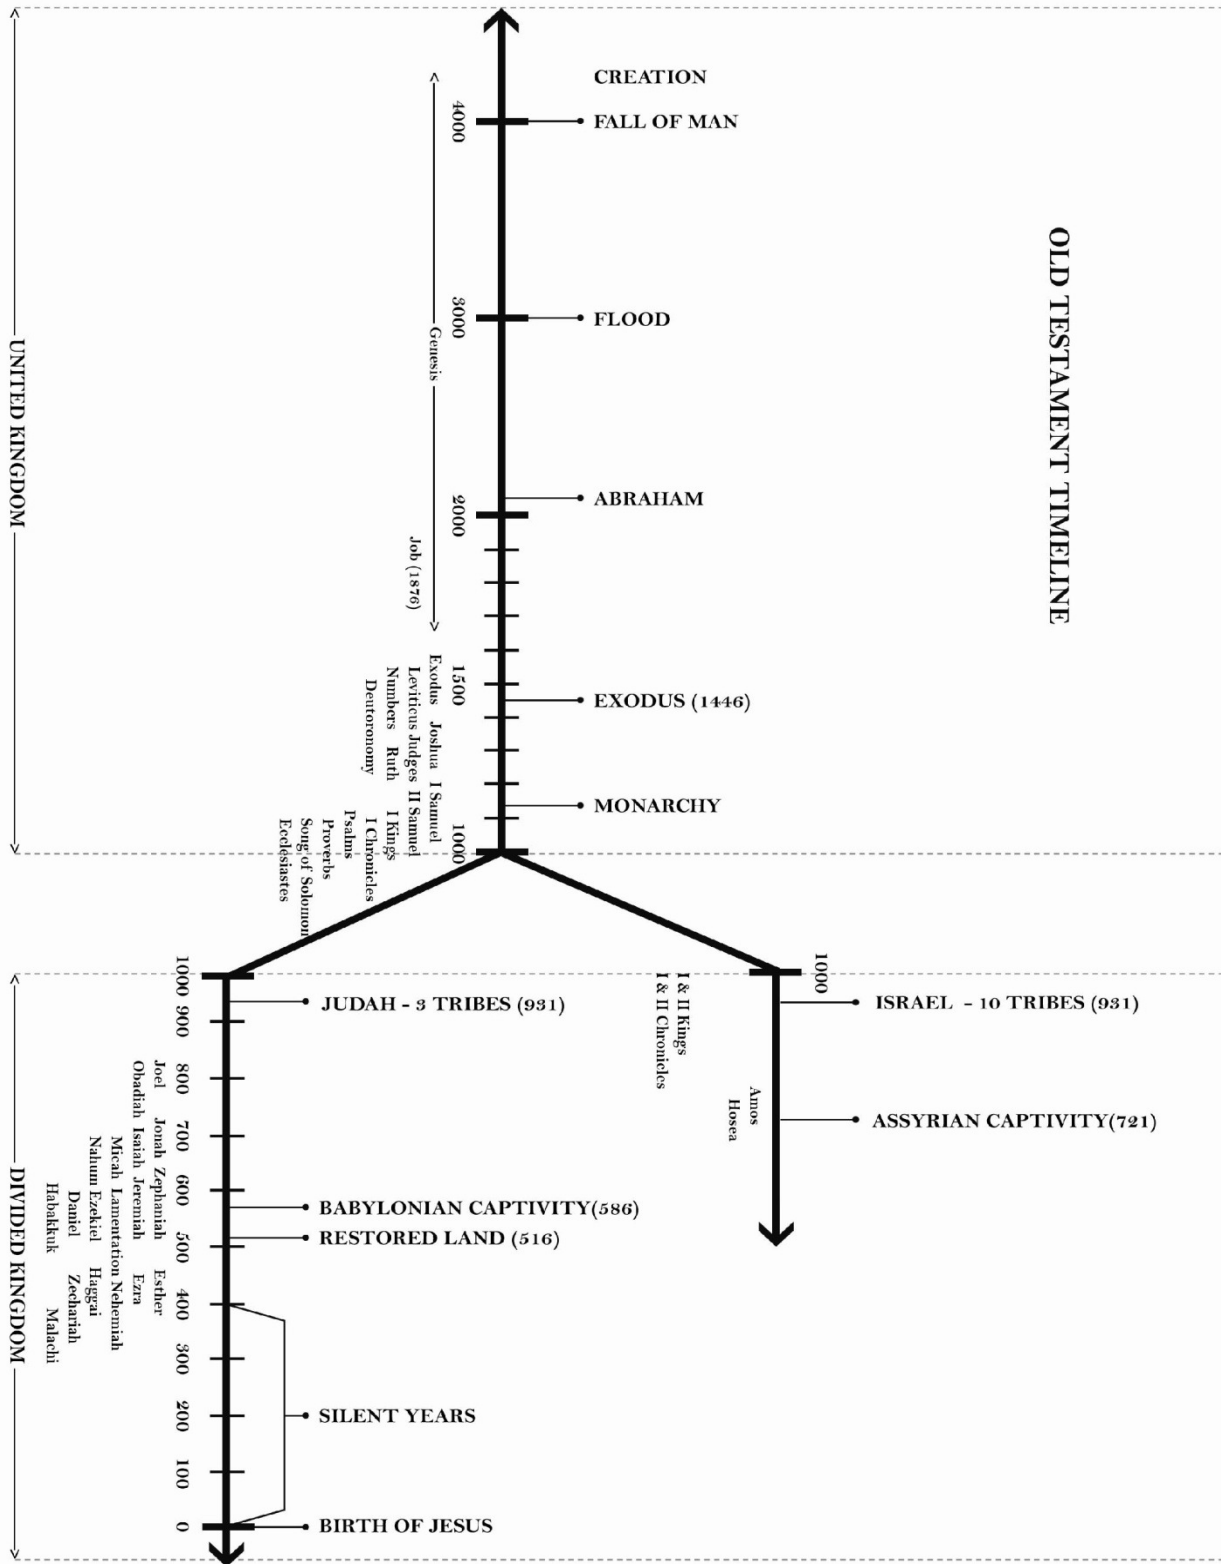 OLD TESTAMENT TIMELINE
CREATION
4000
FALL OF MAN
3000
FLOOD
Genesis
ABRAHAM
2000
Job (1876)
1500
EXODUS (1446)
MONARCHY
1000
Exodus Joshua I Samuel
Leviticus Judges II Samuel
Numbers Ruth I Kings
Deutoronomy I Chronicles
Psalms
Proverbs
Song of Solomon
Ecclesiastes
UNITED KINGDOM
1000
ISRAEL - 10 TRIBES (931)
I & II Kings
I & II Chronicles
Amos
Hosea
ASSYRIAN CAPTIVITY(721)
1000
JUDAH - 3 TRIBES (931)
900
800
700
600
BABYLONIAN CAPTIVITY(586)
RESTORED LAND (516)
500
400
300
200
100
0
SILENT YEARS
BIRTH OF JESUS
Joel Jonah Zephaniah Esther
Obadiah Isaiah Jeremiah Ezra
Micah Lamentation Nehemiah
Nahum Ezekiel Haggai
Daniel Zechariah
Habakkuk Malachi
DIVIDED KINGDOM